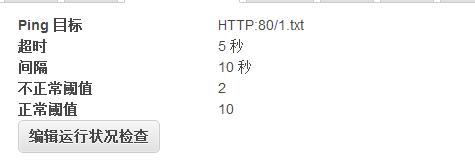 Ping 目标 HTTP:80/1.txt
超时 5 秒
间隔 10 秒
不正常阈值 2
正常阈值 10
编辑运行状况检查